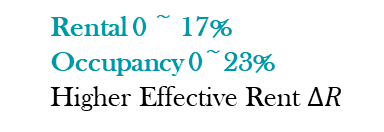 Rental 0 ~ 17%
Occupancy 0~23%
Higher Effective Rent ΔR